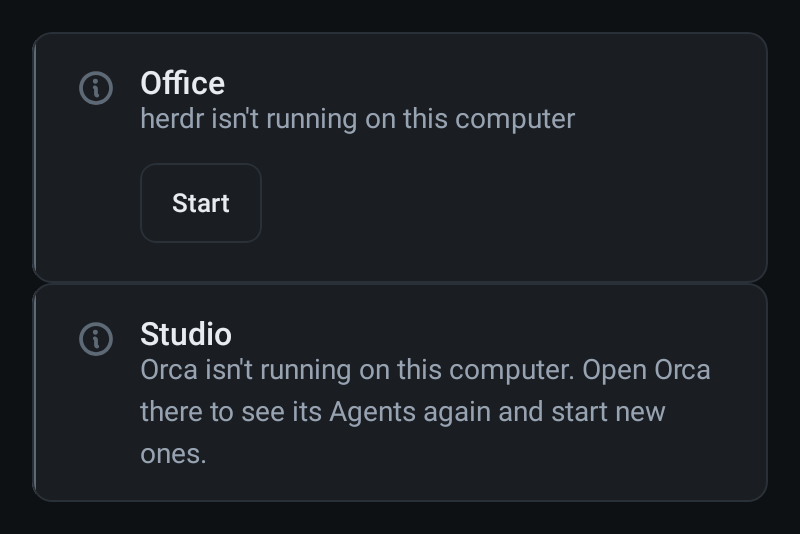 Office
herdr isn't running on this computer
Start
Studio
Orca isn't running on this computer. Open Orca
there to see its Agents again and start new
ones.